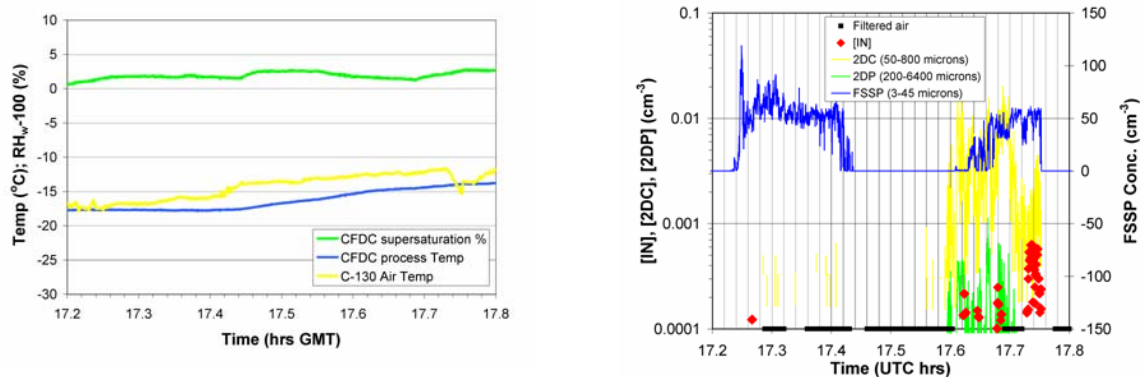 10
5
0
-5
-10
-15
-20
-25
-30
Temp (°C); RHw-100 (%)
CFDC supersaturation %
CFDC process Temp
C-130 Air Temp
17.2 17.3 17.4 17.5 17.6 17.7 17.8
Time (hrs GMT)
0.1
0.01
0.001
0.0001
[IN], [2DC], [2DP] (cm-3)
Filtered air
[IN]
2DC (50-800 microns)
2DP (200-6400 microns)
FSSP (3-45 microns)
150
100
50
0
-50
-100
-150
FSSP Conc. (cm-3)
17.2 17.3 17.4 17.5 17.6 17.7 17.8
Time (UTC hrs)